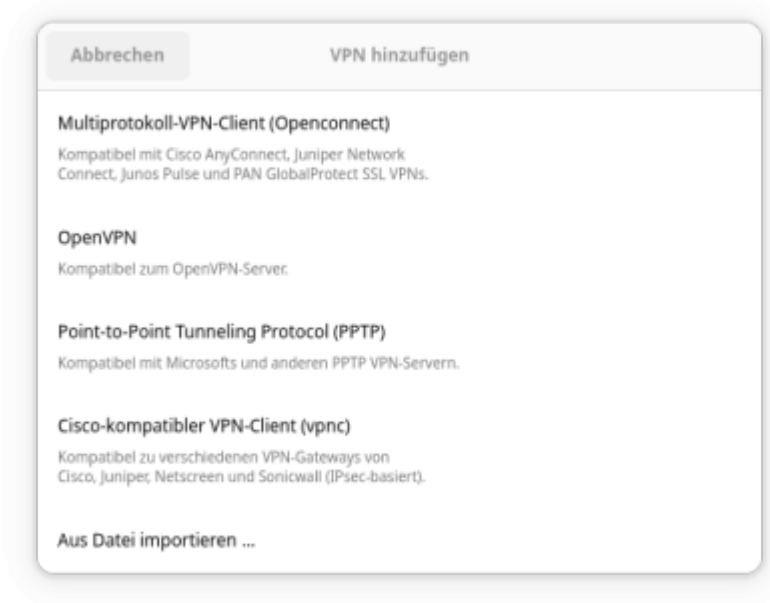 Abbrechen
VPN hinzufügen
Multiprotokoll-VPN-Client (Openconnect)
Kompatibel mit Cisco AnyConnect, Juniper Network
Connect, Junos Pulse und PAN GlobalProtect SSL VPNs.
OpenVPN
Kompatibel zum OpenVPN-Server.
Point-to-Point Tunneling Protocol (PPTP)
Kompatibel mit Microsofts und anderen PPTP VPN-Servern.
Cisco-kompatibler VPN-Client (vpnc)
Kompatibel zu verschiedenen VPN-Gateways von
Cisco, Juniper, Netscreen und Sonicwall (IPsec-basiert).
Aus Datei importieren ...